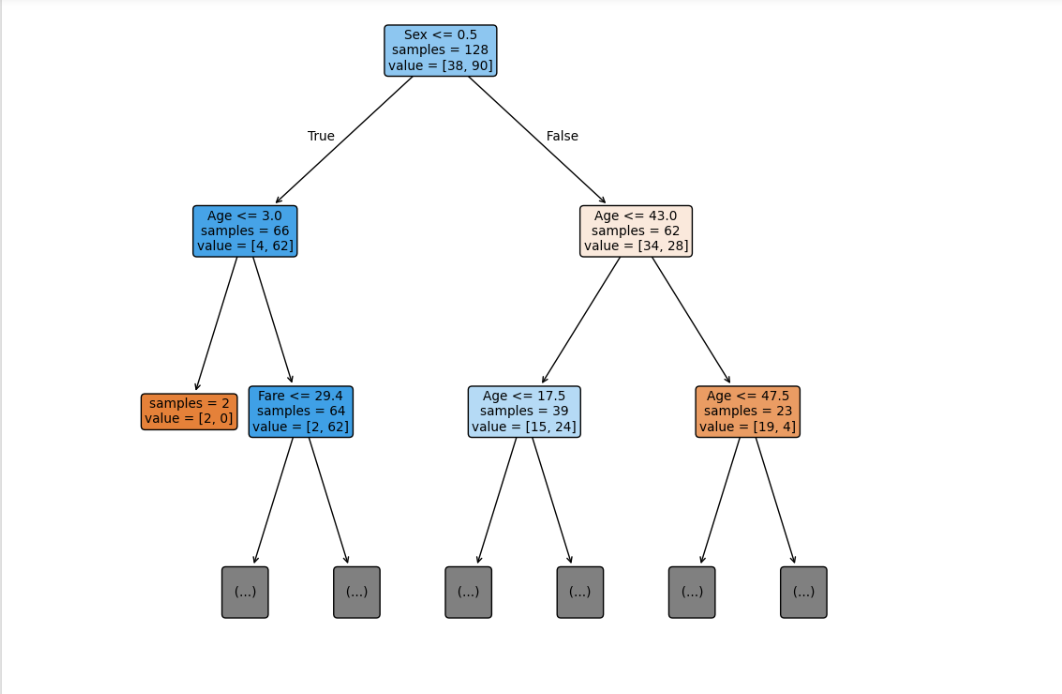 Sex <= 0.5
samples = 128
value = [38, 90]
True
False
Age <= 3.0
samples = 66
value = [4, 62]
Age <= 43.0
samples = 62
value = [34, 28]
samples = 2
value = [2, 0]
Fare <= 29.4
samples = 64
value = [2, 62]
Age <= 17.5
samples = 39
value = [15, 24]
Age <= 47.5
samples = 23
value = [19, 4]
(...)
(...)
(...)
(...)
(...)
(...)